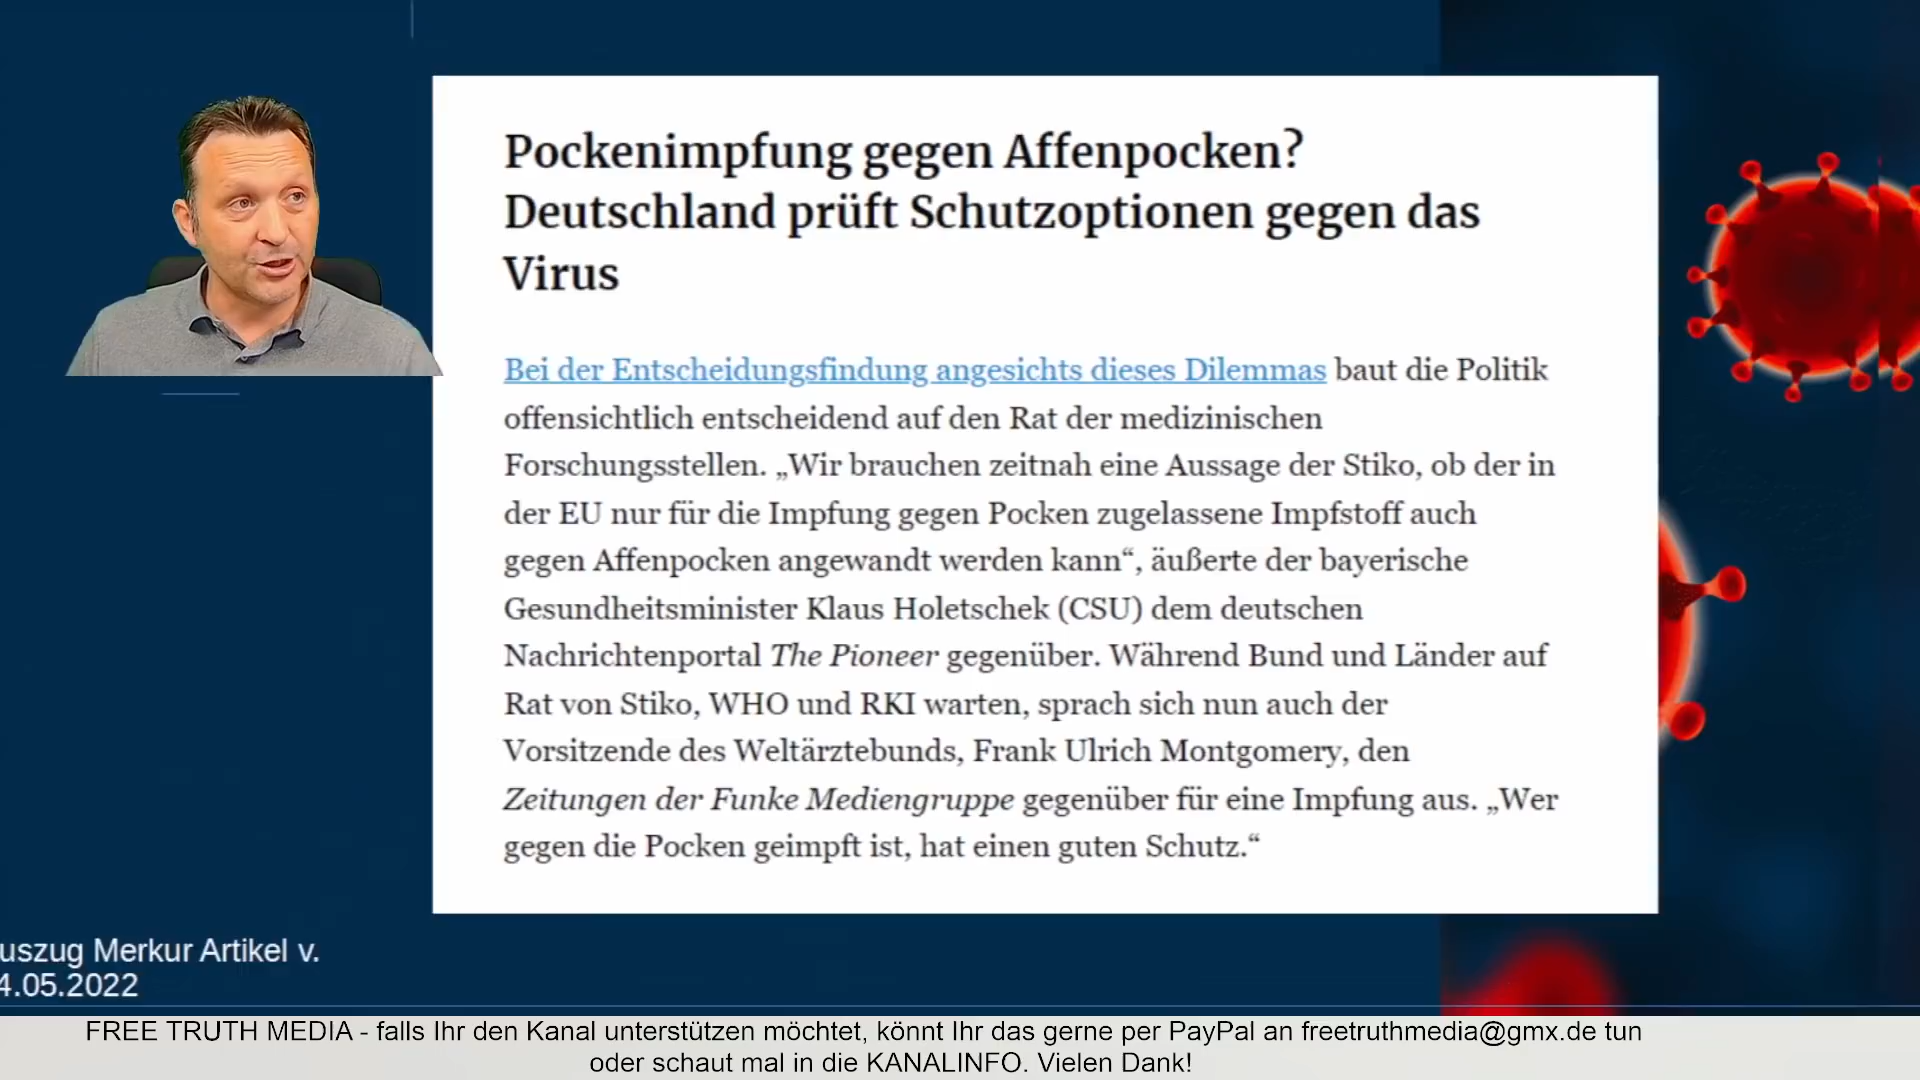 Pockenimpfung gegen Affenpocken?
Deutschland prüft Schutzoptionen gegen das
Virus
Bei der Entscheidungsfindung angesichts dieses Dilemmas baut die Politik
offensichtlich entscheidend auf den Rat der medizinischen
Forschungsstellen. „Wir brauchen zeitnah eine Aussage der Stiko, ob der in
der EU nur für die Impfung gegen Pocken zugelassene Impfstoff auch
gegen Affenpocken angewandt werden kann“, äußerte der bayerische
Gesundheitsminister Klaus Holetschek (CSU) dem deutschen
Nachrichtenportal The Pioneer gegenüber. Während Bund und Länder auf
Rat von Stiko, WHO und RKI warten, sprach sich nun auch der
Vorsitzende des Weltärztebunds, Frank Ulrich Montgomery, den
Zeitungen der Funke Mediengruppe gegenüber für eine Impfung aus. „Wer
gegen die Pocken geimpft ist, hat einen guten Schutz.“
uszug Merkur Artikel v.
4.05.2022
FREE TRUTH MEDIA - falls Ihr den Kanal unterstützen möchtet, könnt Ihr das gerne per PayPal an freetruthmedia@gmx.de tun
oder schaut mal in die KANALINFO. Vielen Dank!